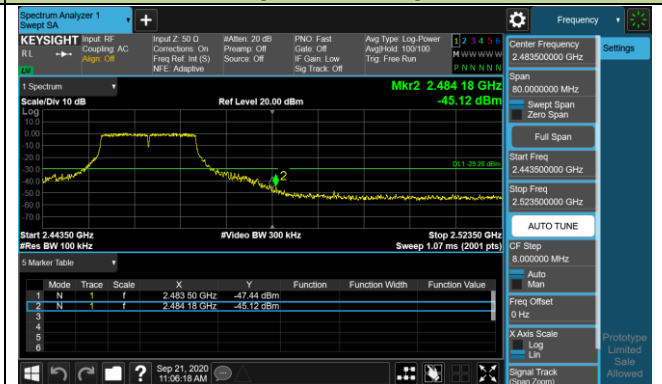 Spectrum Analyzer 1
Swept SA
Frequency
KEYSIGHT Input: RF Input Z: 50 Ω #Atten: 20 dB PNO: Fast Avg Type: Log-Power 1 2 3 4 5 6
RL Coupling: AC Corrections: On Preamp: Off Gate: Off Avg|Hold: 100/100 M W W W W W
Align: Off Freq Ref: Int (S) Source: Off IF Gain: Low Trig: Free Run
NFE: Adaptive Sig Track: Off P N N N N N
Center Frequency
2.483500000 GHz
Settings
1 Spectrum
Mkr2 2.484 18 GHz
Scale/Div 10 dB Ref Level 20.00 dBm -45.12 dBm
Span
80.0000000 MHz
Swept Span
Zero Span
Full Span
Start Freq
2.443500000 GHz
Stop Freq
2.523500000 GHz
AUTO TUNE
CF Step
8.000000 MHz
Auto
Man
Freq Offset
0 Hz
X Axis Scale
Log
Lin
Signal Track
(Span Zoom)
Log
10.0
0.00
-10.0
-20.0
-30.0
-40.0
-50.0
-60.0
-70.0
DL1 -29.28 dBm
2
Start 2.44350 GHz #Video BW 300 kHz Stop 2.52350 GHz
#Res BW 100 kHz Sweep 1.07 ms (2001 pts)
5 Marker Table
Mode Trace Scale X Y Function Function Width Function Value
1 N 1 f 2.483 50 GHz -47.44 dBm
2 N 1 f 2.484 18 GHz -45.12 dBm
3
4
5
6
Sep 21, 2020
11:06:18 AM
Prototype
Limited
Sale
Allowed